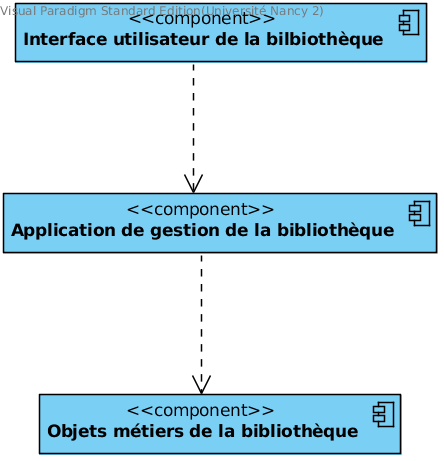 Visual Paradigm Standard Edition(Université Nancy 2)
<<component>>
Interface utilisateur de la bilbiothèque
<<component>>
Application de gestion de la bibliothèque
<<component>>
Objets métiers de la bibliothèque